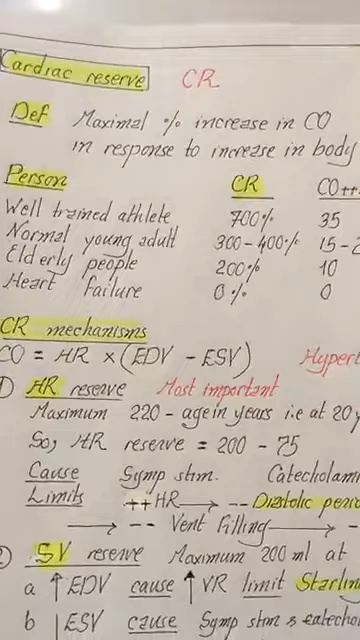 Cardiac reserve CR
Def Maximal % increase in CO
in response to increase in body
Person CR CO++
Well trained athlete 700% 35
Normal young adult 300-400% 15-2
Elderly people 200% 10
Heart failure 0% 0
CR mechanisms
CO = HR × (EDV - ESV) Hypert
1) HR reserve Most important
Maximum 220 - age in years i.e at 20 y
So, HR reserve = 200 - 75
Cause Symp stim. Catecholami
Limits ++ HR → -- Diastolic perio
→ -- Vent Filling → -
2 SV reserve Maximum 200 ml at
a ↑ EDV cause ↑ VR limit Starlin
b ESV cause Symp stim & catechol